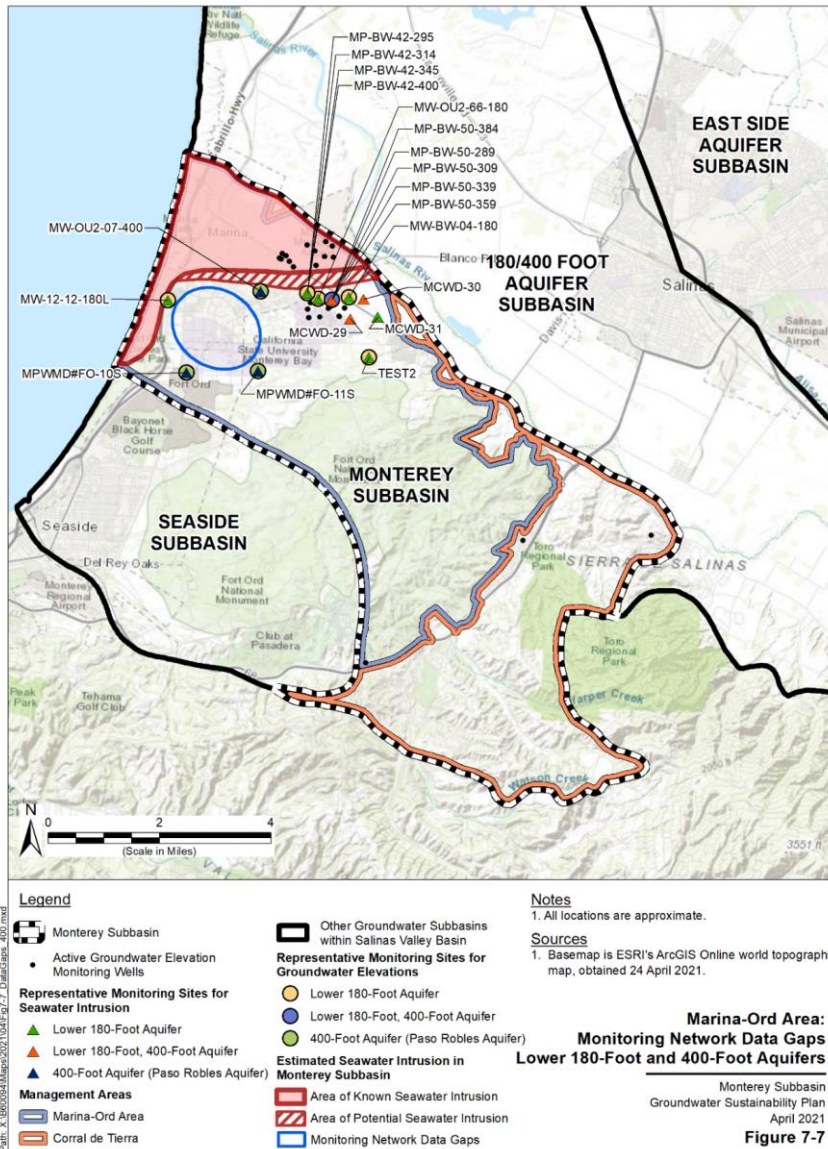 MP-BW-42-295
MP-BW-42-314
MP-BW-42-345
MP-BW-42-400
MW-OU2-66-180
MP-BW-50-384
MP-BW-50-289
MP-BW-50-309
MP-BW-50-339
MP-BW-50-359
MW-BW-04-180
EAST SIDE
AQUIFER
SUBBASIN
Wildlife
Refuge
Salinas River
MW-OU2-07-400
Marina
Salinas Riv
Blanco
180/400 FOOT
AQUIFER
SUBBASIN
Salinas
Salinas
Municipal
Airport
MCWD-30
MW-12-12-180L
MCWD-29
MCWD-31
California
State University
Monterey Bay
TEST2
MPWMD#FO-10S
Fort Ord
MPWMD#FO-11S
Bayonet
Black Horse
Golf
Course
Fort Ord
MONTEREY
SUBBASIN
SEASIDE
SUBBASIN
Seaside
Del Rey Oaks
Monterey
Regional
Airport
Fort Ord
National
Monument
Toro
Regional
Park
SIERRA SALINAS
Club at
Pasadera
68
Toro
Regional
Park
Peak
Park
Tehama
Golf Club
Harper Creek
Watson Creek
N
0 2 4
(Scale in Miles)
3551 ft
Legend
Monterey Subbasin
Active Groundwater Elevation
Monitoring Wells
Representative Monitoring Sites for
Seawater Intrusion
Lower 180-Foot Aquifer
Lower 180-Foot, 400-Foot Aquifer
400-Foot Aquifer (Paso Robles Aquifer)
Management Areas
Marina-Ord Area
Corral de Tierra
Other Groundwater Subbasins
within Salinas Valley Basin
Representative Monitoring Sites for
Groundwater Elevations
Lower 180-Foot Aquifer
Lower 180-Foot, 400-Foot Aquifer
400-Foot Aquifer (Paso Robles Aquifer)
Estimated Seawater Intrusion in
Monterey Subbasin
Area of Known Seawater Intrusion
Area of Potential Seawater Intrusion
Monitoring Network Data Gaps
Notes
1. All locations are approximate.
Sources
1. Basemap is ESRI's ArcGIS Online world topograph
map, obtained 24 April 2021.
Marina-Ord Area:
Monitoring Network Data Gaps
Lower 180-Foot and 400-Foot Aquifers
Monterey Subbasin
Groundwater Sustainability Plan
April 2021
Figure 7-7